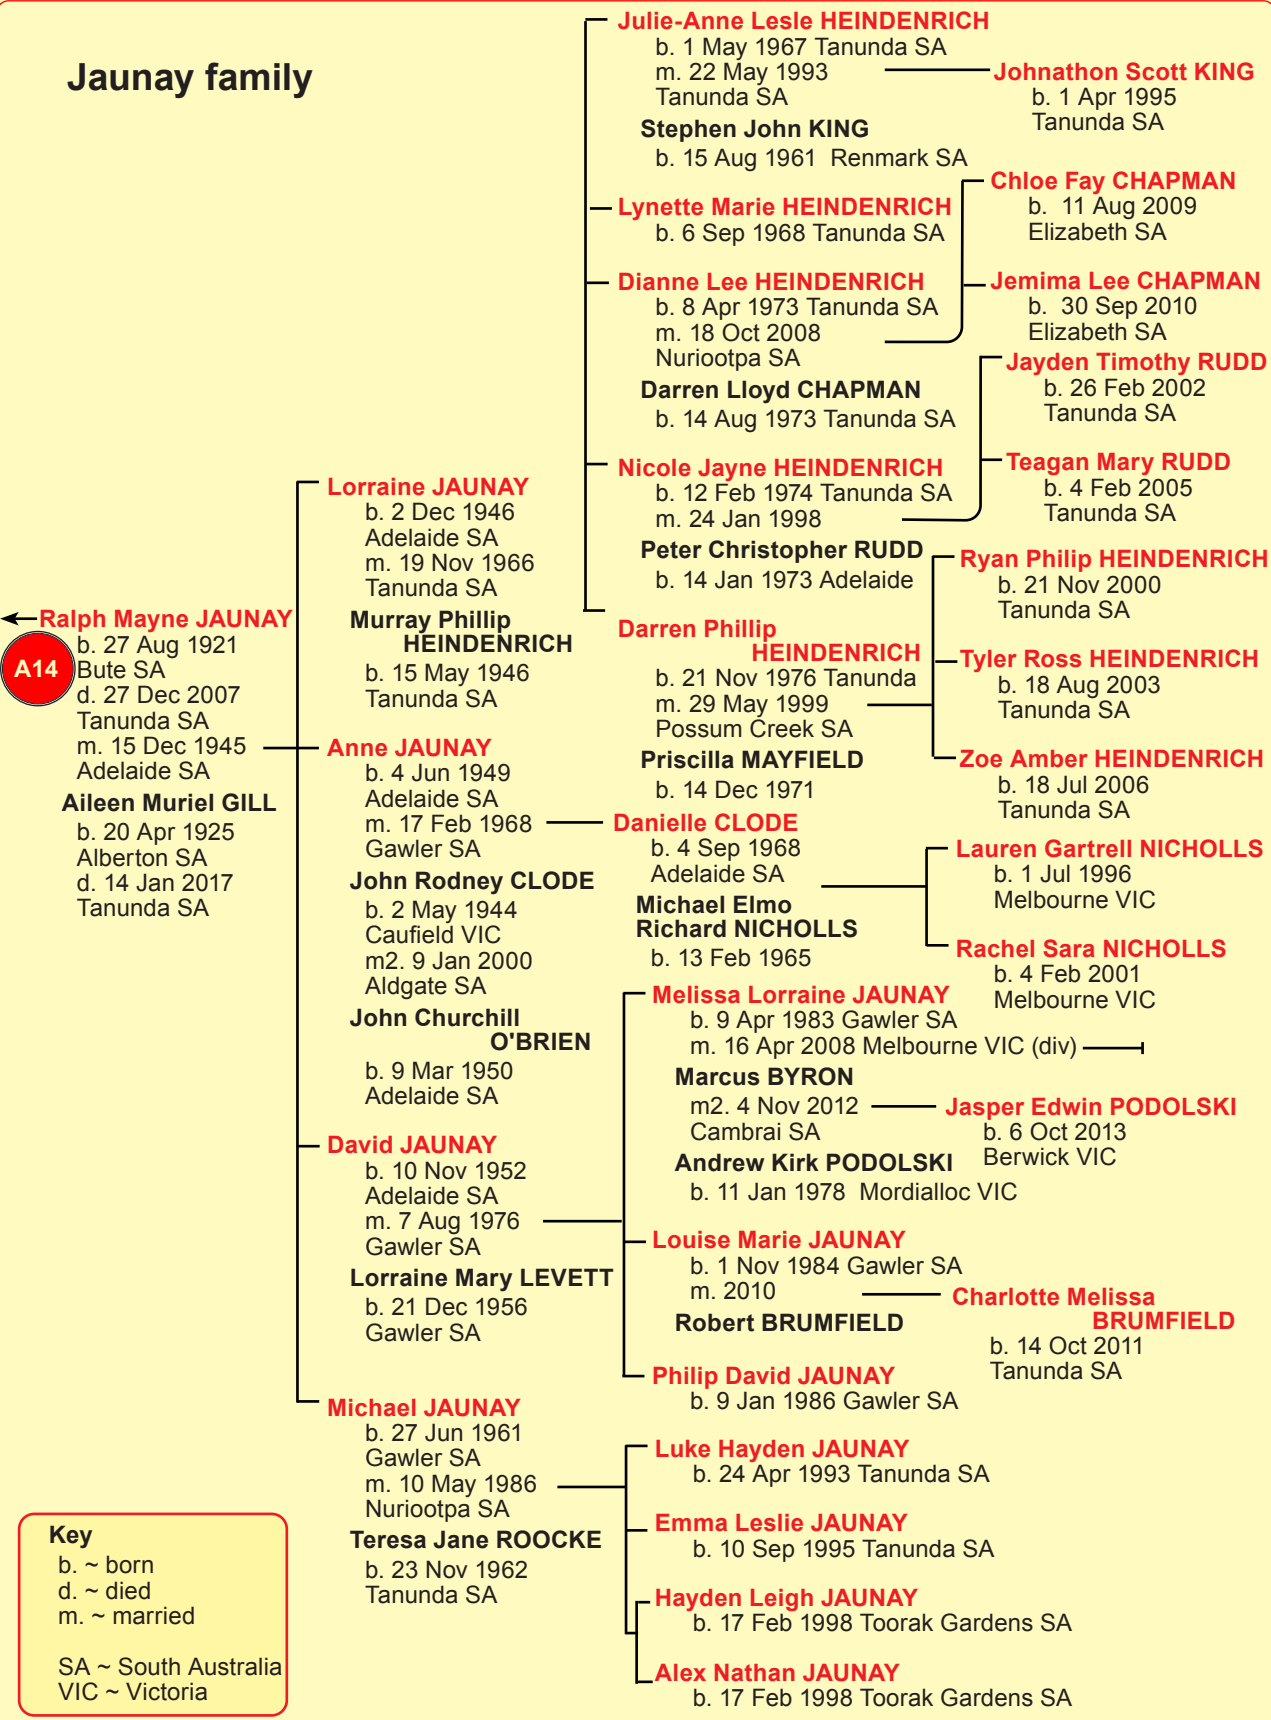 Jaunay family
Ralph Mayne JAUNAY
A14
b. 27 Aug 1921
Bute SA
d. 27 Dec 2007
Tanunda SA
m. 15 Dec 1945
Adelaide SA
Aileen Muriel GILL
b. 20 Apr 1925
Alberton SA
d. 14 Jan 2017
Tanunda SA
Lorraine JAUNAY
b. 2 Dec 1946
Adelaide SA
m. 19 Nov 1966
Tanunda SA
Murray Phillip
HEINDENRICH
b. 15 May 1946
Tanunda SA
Anne JAUNAY
b. 4 Jun 1949
Adelaide SA
m. 17 Feb 1968
Gawler SA
John Rodney CLODE
b. 2 May 1944
Caufield VIC
m2. 9 Jan 2000
Aldgate SA
John Churchill
O'BRIEN
b. 9 Mar 1950
Adelaide SA
David JAUNAY
b. 10 Nov 1952
Adelaide SA
m. 7 Aug 1976
Gawler SA
Lorraine Mary LEVETT
b. 21 Dec 1956
Gawler SA
Michael JAUNAY
b. 27 Jun 1961
Gawler SA
m. 10 May 1986
Nuriootpa SA
Teresa Jane ROOCKE
b. 23 Nov 1962
Tanunda SA
Julie-Anne Lesle HEINDENRICH
b. 1 May 1967 Tanunda SA
m. 22 May 1993
Tanunda SA
Stephen John KING
b. 15 Aug 1961 Renmark SA
Lynette Marie HEINDENRICH
b. 6 Sep 1968 Tanunda SA
Dianne Lee HEINDENRICH
b. 8 Apr 1973 Tanunda SA
m. 18 Oct 2008
Nuriootpa SA
Darren Lloyd CHAPMAN
b. 14 Aug 1973 Tanunda SA
Nicole Jayne HEINDENRICH
b. 12 Feb 1974 Tanunda SA
m. 24 Jan 1998
Peter Christopher RUDD
b. 14 Jan 1973 Adelaide
Darren Phillip
HEINDENRICH
b. 21 Nov 1976 Tanunda
m. 29 May 1999
Possum Creek SA
Priscilla MAYFIELD
b. 14 Dec 1971
Danielle CLODE
b. 4 Sep 1968
Adelaide SA
Michael Elmo
Richard NICHOLLS
b. 13 Feb 1965
Melissa Lorraine JAUNAY
b. 9 Apr 1983 Gawler SA
m. 16 Apr 2008 Melbourne VIC (div)
Marcus BYRON
m2. 4 Nov 2012
Cambrai SA
Andrew Kirk PODOLSKI
b. 11 Jan 1978 Mordialloc VIC
Louise Marie JAUNAY
b. 1 Nov 1984 Gawler SA
m. 2010
Robert BRUMFIELD
Philip David JAUNAY
b. 9 Jan 1986 Gawler SA
Luke Hayden JAUNAY
b. 24 Apr 1993 Tanunda SA
Emma Leslie JAUNAY
b. 10 Sep 1995 Tanunda SA
Hayden Leigh JAUNAY
b. 17 Feb 1998 Toorak Gardens SA
Alex Nathan JAUNAY
b. 17 Feb 1998 Toorak Gardens SA
Johnathon Scott KING
b. 1 Apr 1995
Tanunda SA
Chloe Fay CHAPMAN
b. 11 Aug 2009
Elizabeth SA
Jemima Lee CHAPMAN
b. 30 Sep 2010
Elizabeth SA
Jayden Timothy RUDD
b. 26 Feb 2002
Tanunda SA
Teagan Mary RUDD
b. 4 Feb 2005
Tanunda SA
Ryan Philip HEINDENRICH
b. 21 Nov 2000
Tanunda SA
Tyler Ross HEINDENRICH
b. 18 Aug 2003
Tanunda SA
Zoe Amber HEINDENRICH
b. 18 Jul 2006
Tanunda SA
Lauren Gartrell NICHOLLS
b. 1 Jul 1996
Melbourne VIC
Rachel Sara NICHOLLS
b. 4 Feb 2001
Melbourne VIC
Jasper Edwin PODOLSKI
b. 6 Oct 2013
Berwick VIC
Charlotte Melissa
BRUMFIELD
b. 14 Oct 2011
Tanunda SA
Key
b. ~ born
d. ~ died
m. ~ married
SA ~ South Australia
VIC ~ Victoria